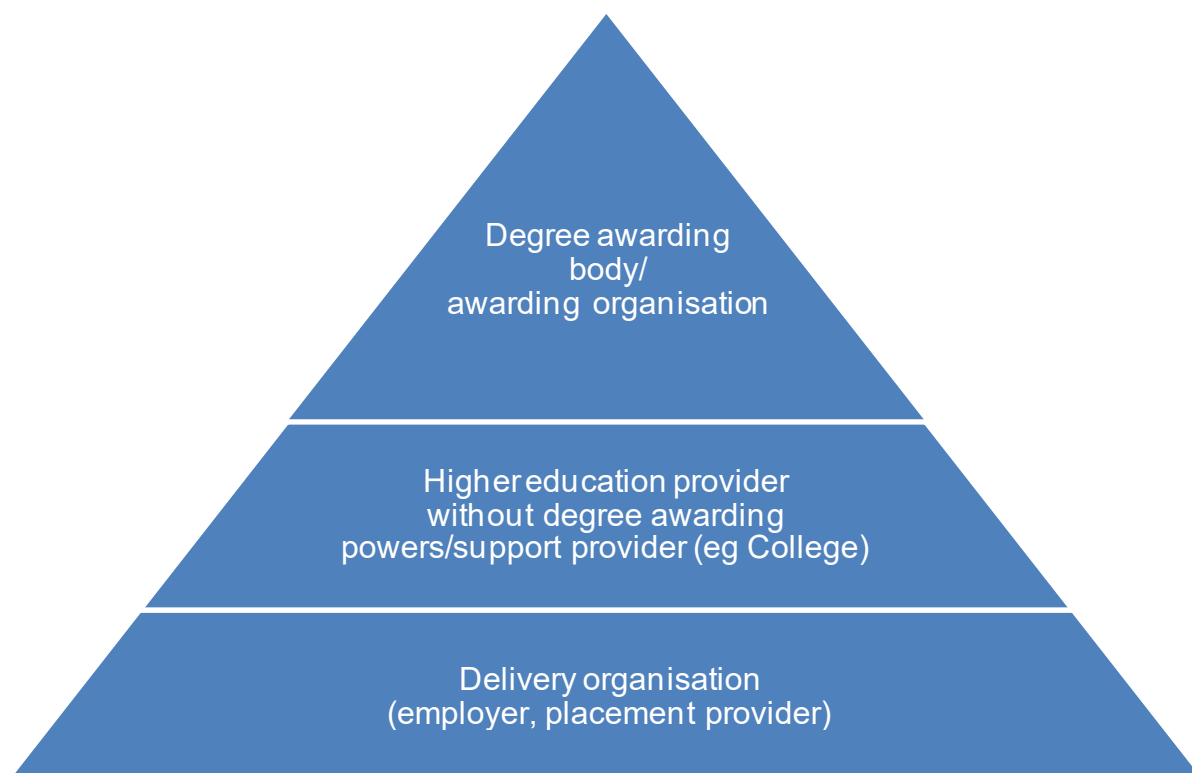 Degree awarding
body/
awarding organisation
Higher education provider
without degree awarding
powers/support provider (eg College)
Delivery organisation
(employer, placement provider)